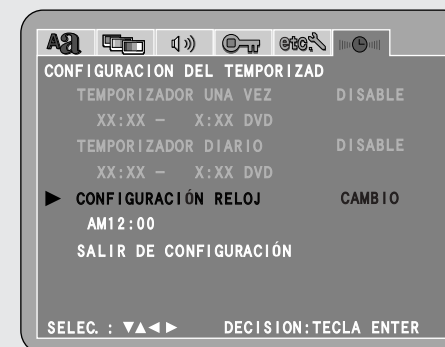 Aa etc.
CONFIGURACION DEL TEMPORIZAD
TEMPORIZADOR UNA VEZ DISABLE
XX:XX – X:XX DVD
TEMPORIZADOR DIARIO DISABLE
XX:XX – X:XX DVD
▶ CONFIGURACIÓN RELOJ CAMBIO
AM12:00
SALIR DE CONFIGURACIÓN
SELEC. : ▼▲◀▶ DECISION:TECLA ENTER